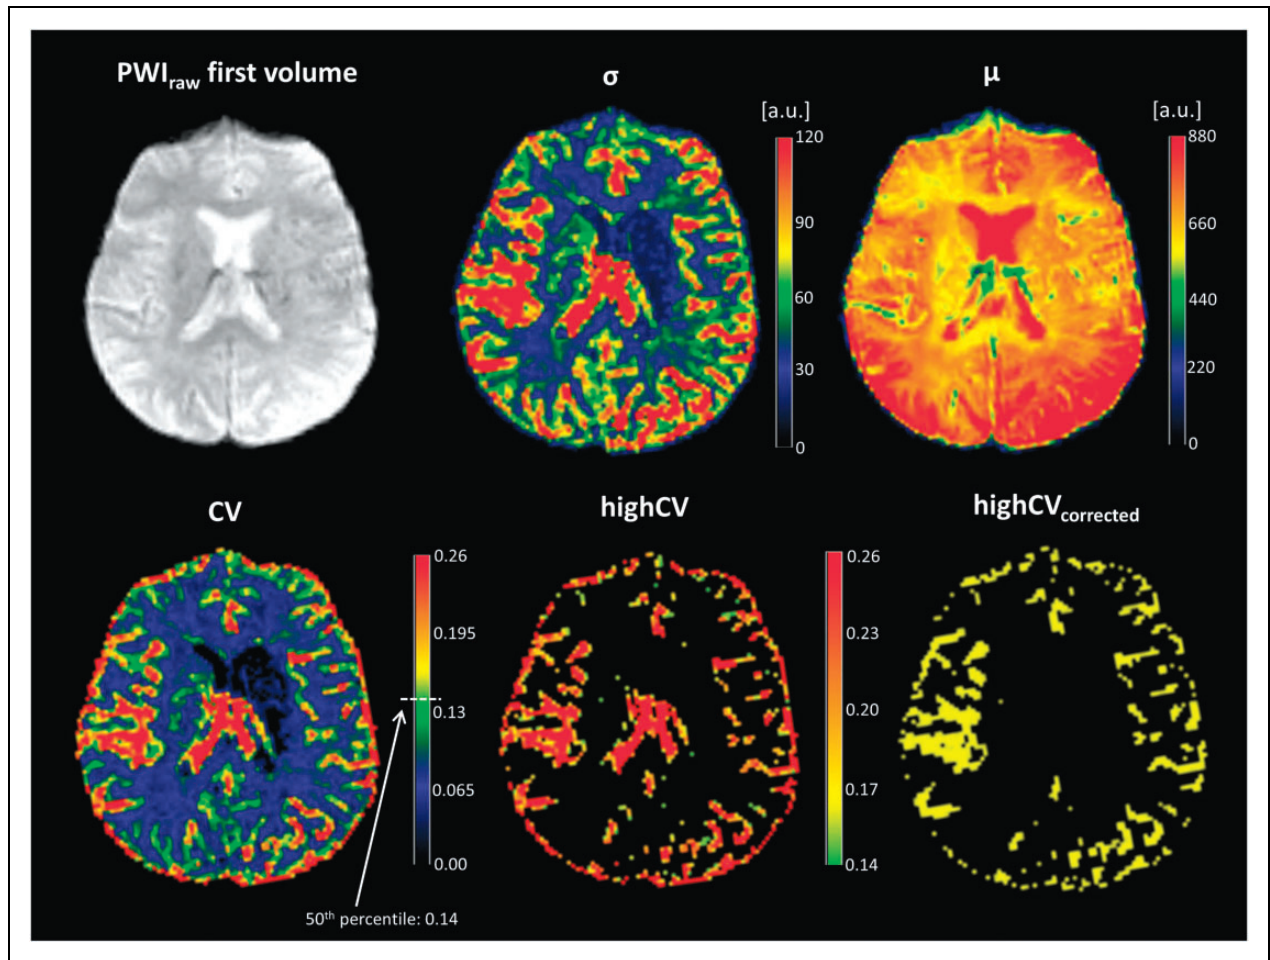 PWIraw first volume
σ
μ
[a.u.]
120
90
60
30
0
[a.u.]
880
660
440
220
0
CV
highCV
highCVcorrected
0.26
0.195
0.13
0.065
0.00
50th percentile: 0.14
0.26
0.23
0.20
0.17
0.14